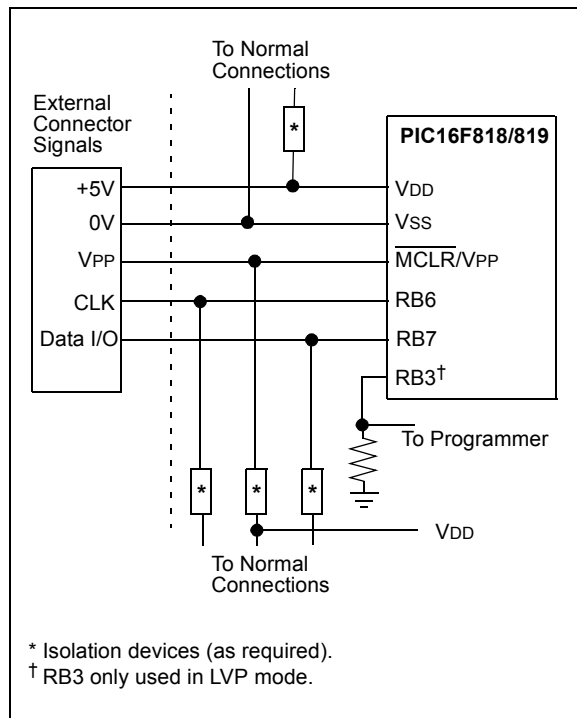 To Normal
Connections
External
Connector
Signals
*
PIC16F818/819
+5V
VDD
0V
VSS
VPP
MCLR/VPP
CLK
RB6
Data I/O
RB7
RB3†
To Programmer
*
*
*
VDD
To Normal
Connections
* Isolation devices (as required).
† RB3 only used in LVP mode.